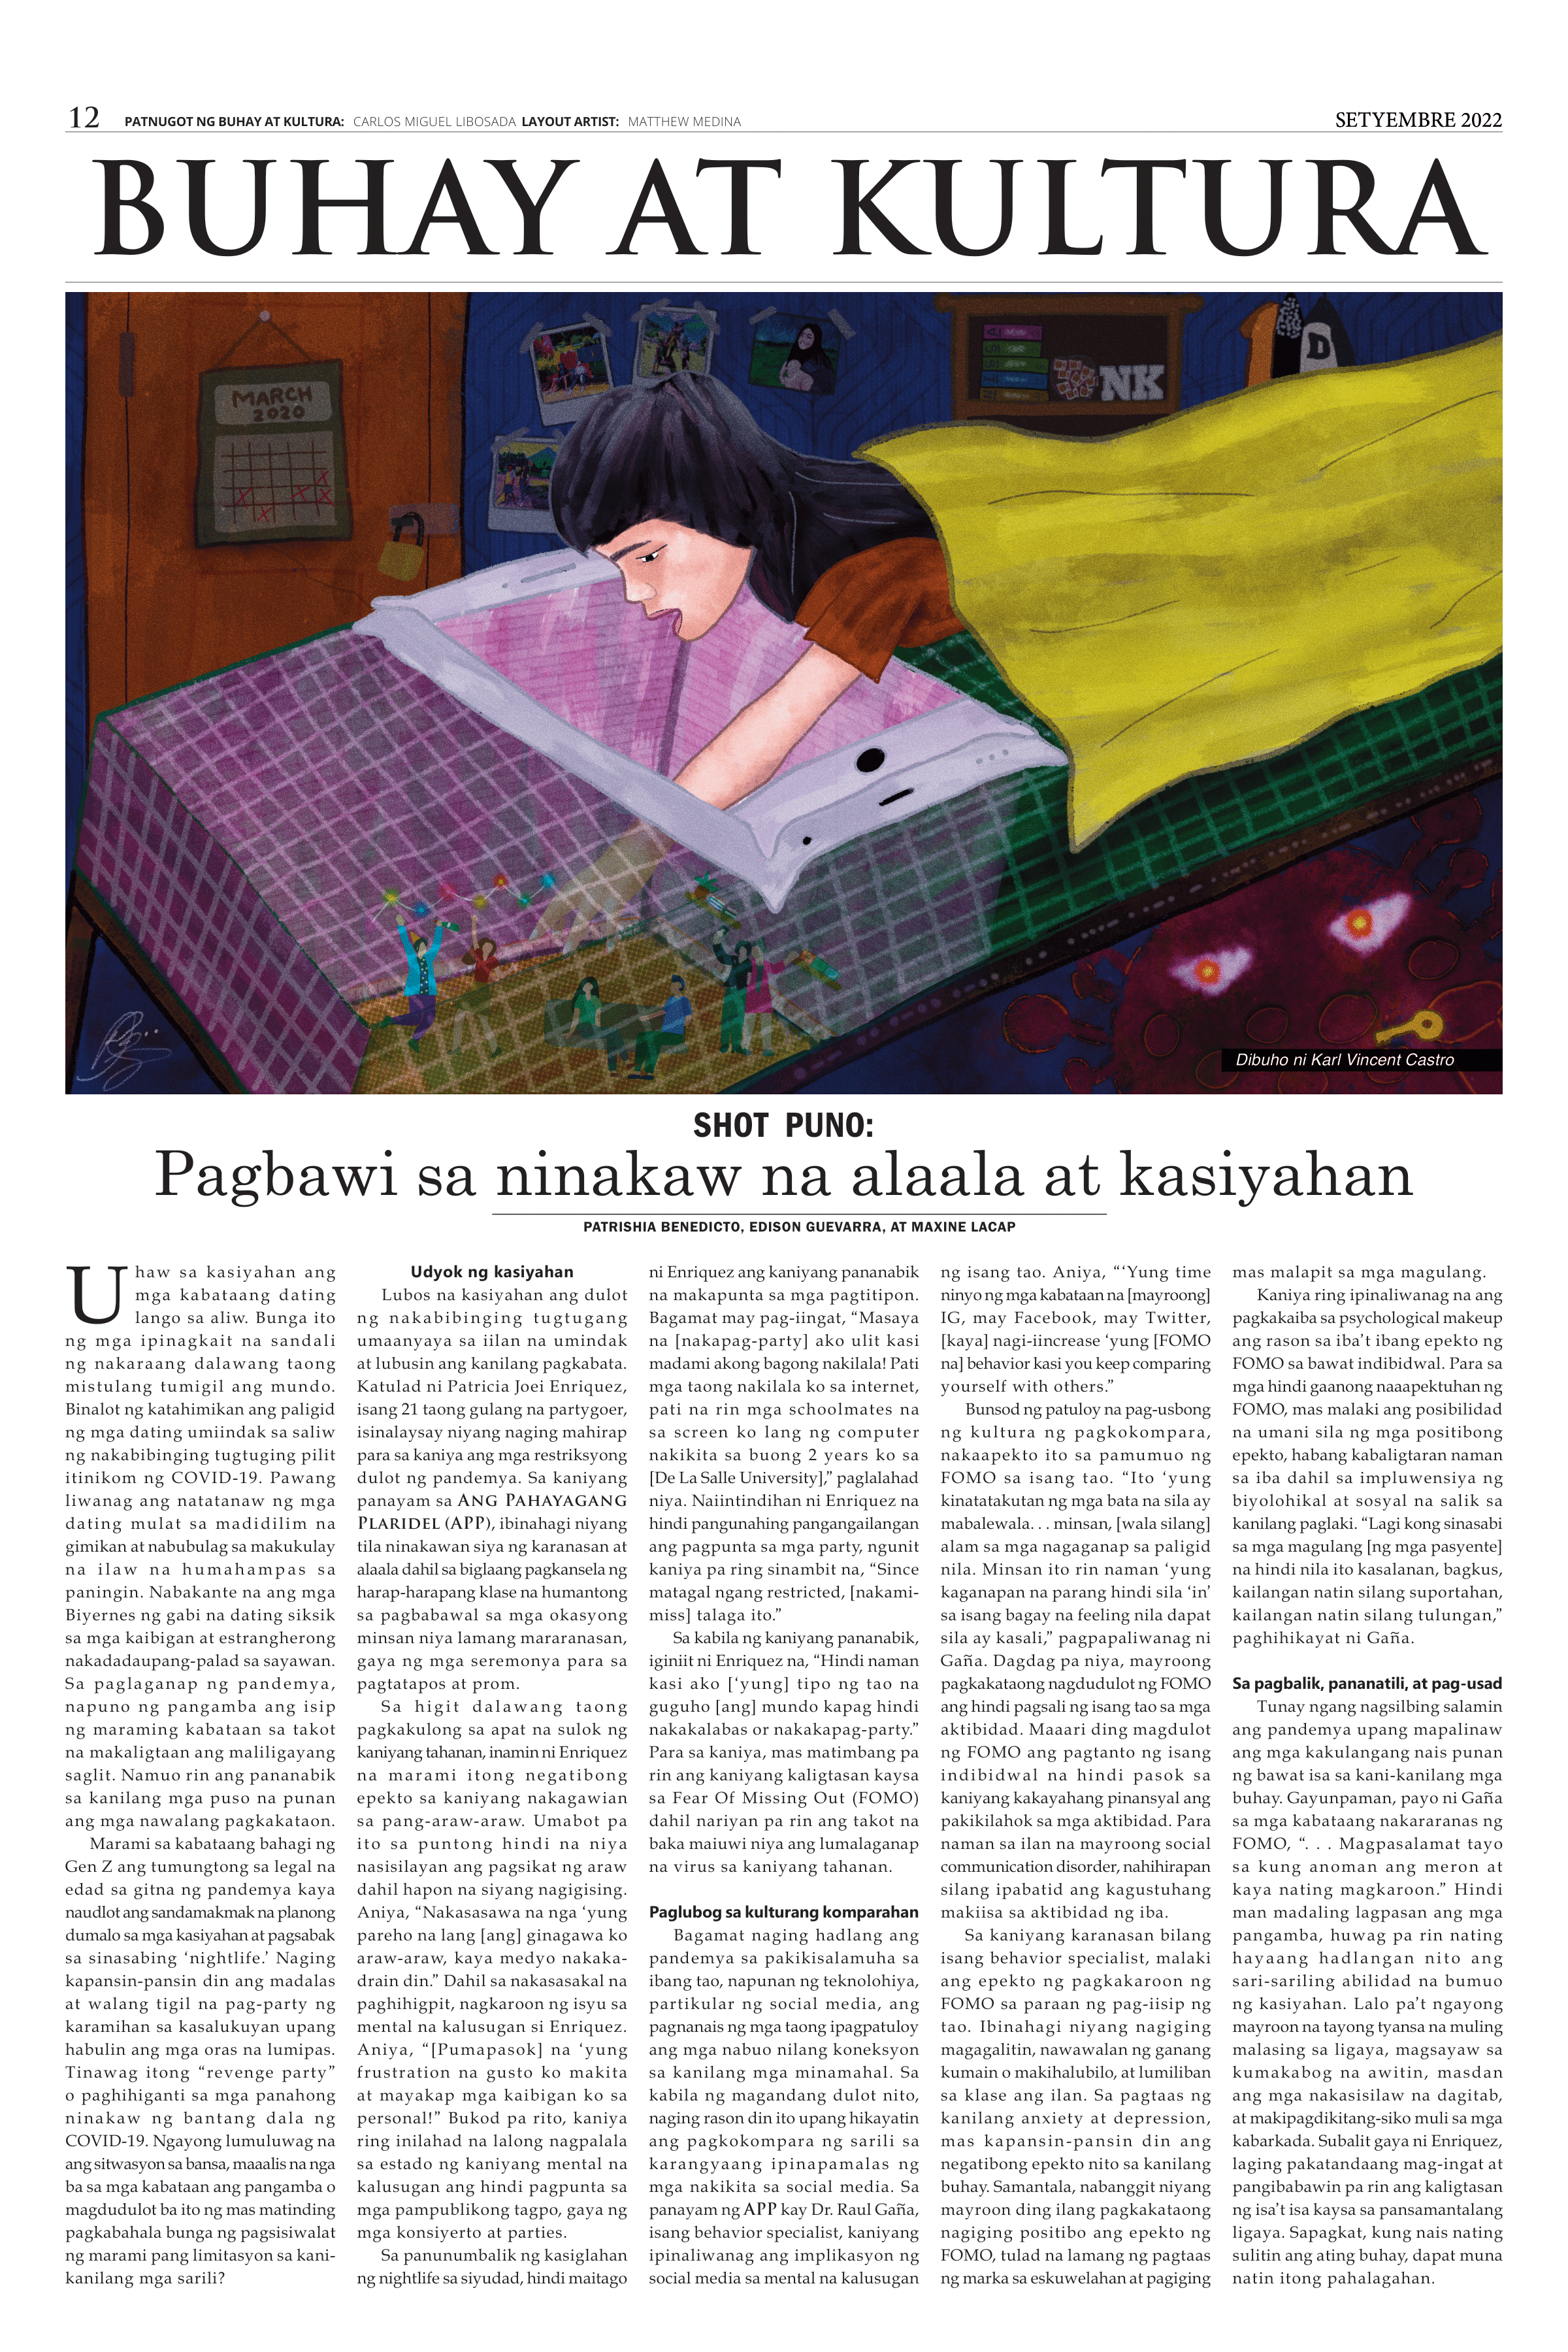 12 PATNUGOT NG BUHAY AT KULTURA: CARLOS MIGUEL LIBOSADA LAYOUT ARTIST: MATTHEW MEDINA SETYEMBRE 2022
BUHAY AT KULTURA
MARCH
2020
NK
D
Dibuho ni Karl Vincent Castro
SHOT PUNO:
Pagbawi sa ninakaw na alaala at kasiyahan
PATRISHIA BENEDICTO, EDISON GUEVARRA, AT MAXINE LACAP
Uhaw sa kasiyahan ang
mga kabataang dating
lango sa aliw. Bunga ito
ng mga ipinagkait na sandali
ng nakaraang dalawang taong
mistulang tumigil ang mundo.
Binalot ng katahimikan ang paligid
ng mga dating umiindak sa saliw
ng nakabibinging tugtuging pilit
itinikom ng COVID-19. Pawang
liwanag ang natatanaw ng mga
dating mulat sa madidilim na
gimikan at nabubulag sa makukulay
na ilaw na humahampas sa
paningin. Nabakante na ang mga
Biyernes ng gabi na dating siksik
sa mga kaibigan at estrangherong
nakadadaupang-palad sa sayawan.
Sa paglaganap ng pandemya,
napuno ng pangamba ang isip
ng maraming kabataan sa takot
na makaligtaan ang maliligayang
saglit. Namuo rin ang pananabik
sa kanilang mga puso na punan
ang mga nawalang pagkakataon.
Marami sa kabataang bahagi ng
Gen Z ang tumungtong sa legal na
edad sa gitna ng pandemya kaya
naudlot ang sandamakmak na planong
dumalo sa mga kasiyahan at pagsabak
sa sinasabing ‘nightlife.’ Naging
kapansin-pansin din ang madalas
at walang tigil na pag-party ng
karamihan sa kasalukuyan upang
habulin ang mga oras na lumipas.
Tinawag itong “revenge party”
o paghihiganti sa mga panahong
ninakaw ng bantang dala ng
COVID-19. Ngayong lumuluwag na
ang sitwasyon sa bansa, maaalis na nga
ba sa mga kabataan ang pangamba o
magdudulot ba ito ng mas matinding
pagkabahala bunga ng pagsisiwalat
ng marami pang limitasyon sa kani-
kanilang mga sarili?
Udyok ng kasiyahan
Lubos na kasiyahan ang dulot
ng nakabibinging tugtugang
umaanyaya sa iilan na umindak
at lubusin ang kanilang pagkabata.
Katulad ni Patricia Joei Enriquez,
isang 21 taong gulang na partygoer,
isinalaysay niyang naging mahirap
para sa kaniya ang mga restriksyong
dulot ng pandemya. Sa kaniyang
panayam sa ANG PAHAYAGANG
PLARIDEL (APP), ibinahagi niyang
tila ninakawan siya ng karanasan at
alaala dahil sa biglaang pagkansela ng
harap-harapang klase na humantong
sa pagbabawal sa mga okasyong
minsan niya lamang mararanasan,
gaya ng mga seremonya para sa
pagtatapos at prom.
Sa higit dalawang taong
pagkakulong sa apat na sulok ng
kaniyang tahanan, inamin ni Enriquez
na marami itong negatibong
epekto sa kaniyang nakagawian
sa pang-araw-araw. Umabot pa
ito sa puntong hindi na niya
nasisilayan ang pagsikat ng araw
dahil hapon na siyang nagigising.
Aniya, “Nakasasawa na nga ‘yung
pareho na lang [ang] ginagawa ko
araw-araw, kaya medyo nakaka-
drain din.” Dahil sa nakasasakal na
paghihigpit, nagkaroon ng isyu sa
mental na kalusugan si Enriquez.
Aniya, “[Pumapasok] na ‘yung
frustration na gusto ko makita
at mayakap mga kaibigan ko sa
personal!” Bukod pa rito, kaniya
ring inilahad na lalong nagpalala
sa estado ng kaniyang mental na
kalusugan ang hindi pagpunta sa
mga pampublikong tagpo, gaya ng
mga konsiyerto at parties.
Sa panunumbalik ng kasiglahan
ng nightlife sa siyudad, hindi maitago
ni Enriquez ang kaniyang pananabik
na makapunta sa mga pagtitipon.
Bagamat may pag-iingat, “Masaya
na [nakapag-party] ako ulit kasi
madami akong bagong nakilala! Pati
mga taong nakilala ko sa internet,
pati na rin mga schoolmates na
sa screen ko lang ng computer
nakikita sa buong 2 years ko sa
[De La Salle University],” paglalahad
niya. Naiintindihan ni Enriquez na
hindi pangunahing pangangailangan
ang pagpunta sa mga party, ngunit
kaniya pa ring sinambit na, “Since
matagal ngang restricted, [nakami-
miss] talaga ito.”
Sa kabila ng kaniyang pananabik,
iginiit ni Enriquez na, “Hindi naman
kasi ako [‘yung] tipo ng tao na
guguho [ang] mundo kapag hindi
nakakalabas or nakakapag-party.”
Para sa kaniya, mas matimbang pa
rin ang kaniyang kaligtasan kaysa
sa Fear Of Missing Out (FOMO)
dahil nariyan pa rin ang takot na
baka maiuwi niya ang lumalaganap
na virus sa kaniyang tahanan.
Paglubog sa kulturang komparahan
Bagamat naging hadlang ang
pandemya sa pakikisalamuha sa
ibang tao, napunan ng teknolohiya,
partikular ng social media, ang
pagnanais ng mga taong ipagpatuloy
ang mga nabuo nilang koneksyon
sa kanilang mga minamahal. Sa
kabila ng magandang dulot nito,
naging rason din ito upang hikayatin
ang pagkokompara ng sarili sa
karangyaang ipinapamalas ng
mga nakikita sa social media. Sa
panayam ng APP kay Dr. Raul Gaña,
isang behavior specialist, kaniyang
ipinaliwanag ang implikasyon ng
social media sa mental na kalusugan
ng isang tao. Aniya, “‘Yung time
ninyo ng mga kabataan na [mayroong]
IG, may Facebook, may Twitter,
[kaya] nagi-iincrease ‘yung [FOMO
na] behavior kasi you keep comparing
yourself with others.”
Bunsod ng patuloy na pag-usbong
ng kultura ng pagkokompara,
nakaapekto ito sa pamumuo ng
FOMO sa isang tao. “Ito ‘yung
kinatatakutan ng mga bata na sila ay
mabalewala. . . minsan, [wala silang]
alam sa mga nagaganap sa paligid
nila. Minsan ito rin naman ‘yung
kaganapan na parang hindi sila ‘in’
sa isang bagay na feeling nila dapat
sila ay kasali,” pagpapaliwanag ni
Gaña. Dagdag pa niya, mayroong
pagkakataong nagdudulot ng FOMO
ang hindi pagsali ng isang tao sa mga
aktibidad. Maaari ding magdulot
ng FOMO ang pagtanto ng isang
indibidwal na hindi pasok sa
kaniyang kakayahang pinansyal ang
pakikilahok sa mga aktibidad. Para
naman sa ilan na mayroong social
communication disorder, nahihirapan
silang ipabatid ang kagustuhang
makiisa sa aktibidad ng iba.
Sa kaniyang karanasan bilang
isang behavior specialist, malaki
ang epekto ng pagkakaroon ng
FOMO sa paraan ng pag-iisip ng
tao. Ibinahagi niyang nagiging
magagalitin, nawawalan ng ganang
kumain o makihalubilo, at lumiliban
sa klase ang ilan. Sa pagtaas ng
kanilang anxiety at depression,
mas kapansin-pansin din ang
negatibong epekto nito sa kanilang
buhay. Samantala, nabanggit niyang
mayroon ding ilang pagkakataong
nagiging positibo ang epekto ng
FOMO, tulad na lamang ng pagtaas
ng marka sa eskuwelahan at pagiging
mas malapit sa mga magulang.
Kaniya ring ipinaliwanag na ang
pagkakaiba sa psychological makeup
ang rason sa iba’t ibang epekto ng
FOMO sa bawat indibidwal. Para sa
mga hindi gaanong naaapektuhan ng
FOMO, mas malaki ang posibilidad
na umani sila ng mga positibong
epekto, habang kabaligtaran naman
sa iba dahil sa impluwensiya ng
biyolohikal at sosyal na salik sa
kanilang paglaki. “Lagi kong sinasabi
sa mga magulang [ng mga pasyente]
na hindi nila ito kasalanan, bagkus,
kailangan natin silang suportahan,
kailangan natin silang tulungan,”
paghihikayat ni Gaña.
Sa pagbalik, pananatili, at pag-usad
Tunay ngang nagsilbing salamin
ang pandemya upang mapalinaw
ang mga kakulangang nais punan
ng bawat isa sa kani-kanilang mga
buhay. Gayunpaman, payo ni Gaña
sa mga kabataang nakararanas ng
FOMO, “. . . Magpasalamat tayo
sa kung anoman ang meron at
kaya nating magkaroon.” Hindi
man madaling lagpasan ang mga
pangamba, huwag pa rin nating
hayaang hadlangan nito ang
sari-sariling abilidad na bumuo
ng kasiyahan. Lalo pa’t ngayong
mayroon na tayong tyansa na muling
malasing sa ligaya, magsayaw sa
kumakabog na awitin, masdan
ang mga nakasisilaw na dagitab,
at makipagdikitang-siko muli sa mga
kabarkada. Subalit gaya ni Enriquez,
laging pakatandaang mag-ingat at
pangibabawin pa rin ang kaligtasan
ng isa’t isa kaysa sa pansamantalang
ligaya. Sapagkat, kung nais nating
sulitin ang ating buhay, dapat muna
natin itong pahalagahan.